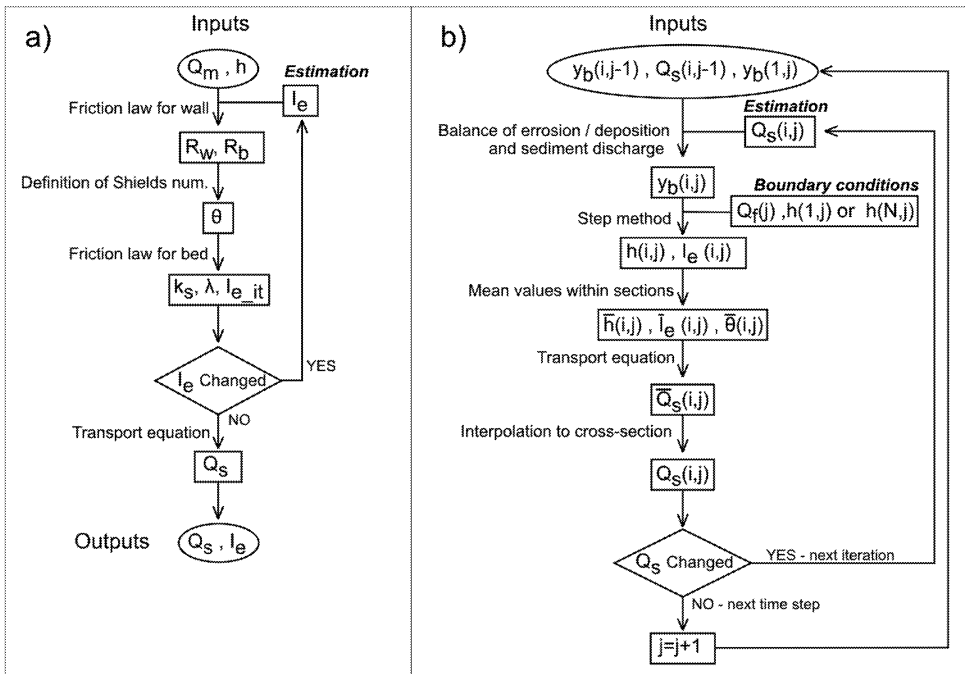 a)
Inputs
Q_m , h
Estimation
I_e
Friction law for wall
R_w, R_b
Definition of Shields num.
θ
Friction law for bed
k_s, λ, I_e_it
I_e Changed
YES
NO
Transport equation
Q_s
Outputs
Q_s , I_e
b)
Inputs
y_b(i,j-1) , Q_s(i,j-1) , y_b(1,j)
Estimation
Q_s(i,j)
Balance of errosion / deposition
and sediment discharge
y_b(i,j)
Boundary conditions
Q_f(j) ,h(1,j) or h(N,j)
Step method
h(i,j) , I_e (i,j)
Mean values within sections
h̅(i,j) , I̅_e (i,j) , θ̅(i,j)
Transport equation
Q̅_s(i,j)
Interpolation to cross-section
Q_s(i,j)
Q_s Changed
YES - next iteration
NO - next time step
j=j+1